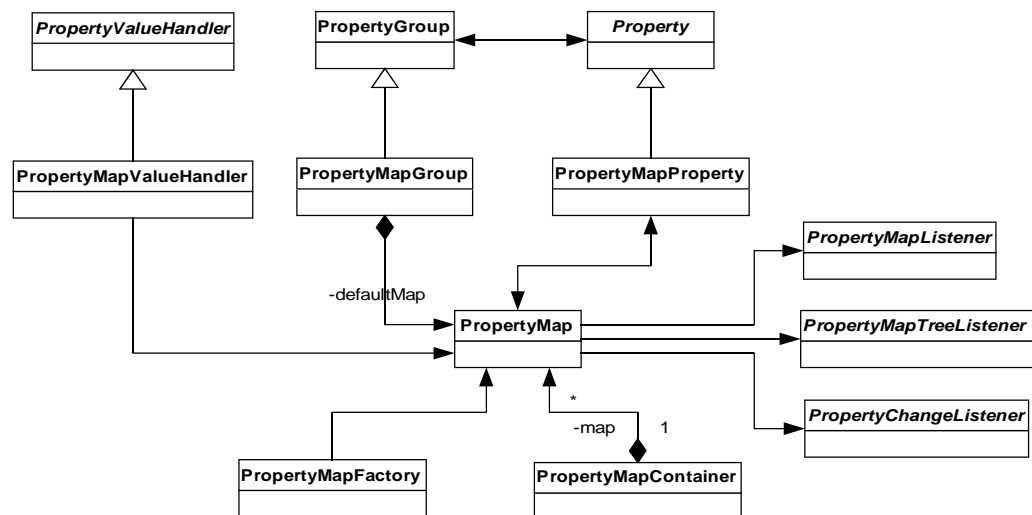 PropertyValueHandler
PropertyGroup
Property
PropertyMapValueHandler
PropertyMapGroup
PropertyMapProperty
PropertyMapListener
-defaultMap
PropertyMap
PropertyMapTreeListener
*
-map 1
PropertyChangeListener
PropertyMapFactory
PropertyMapContainer